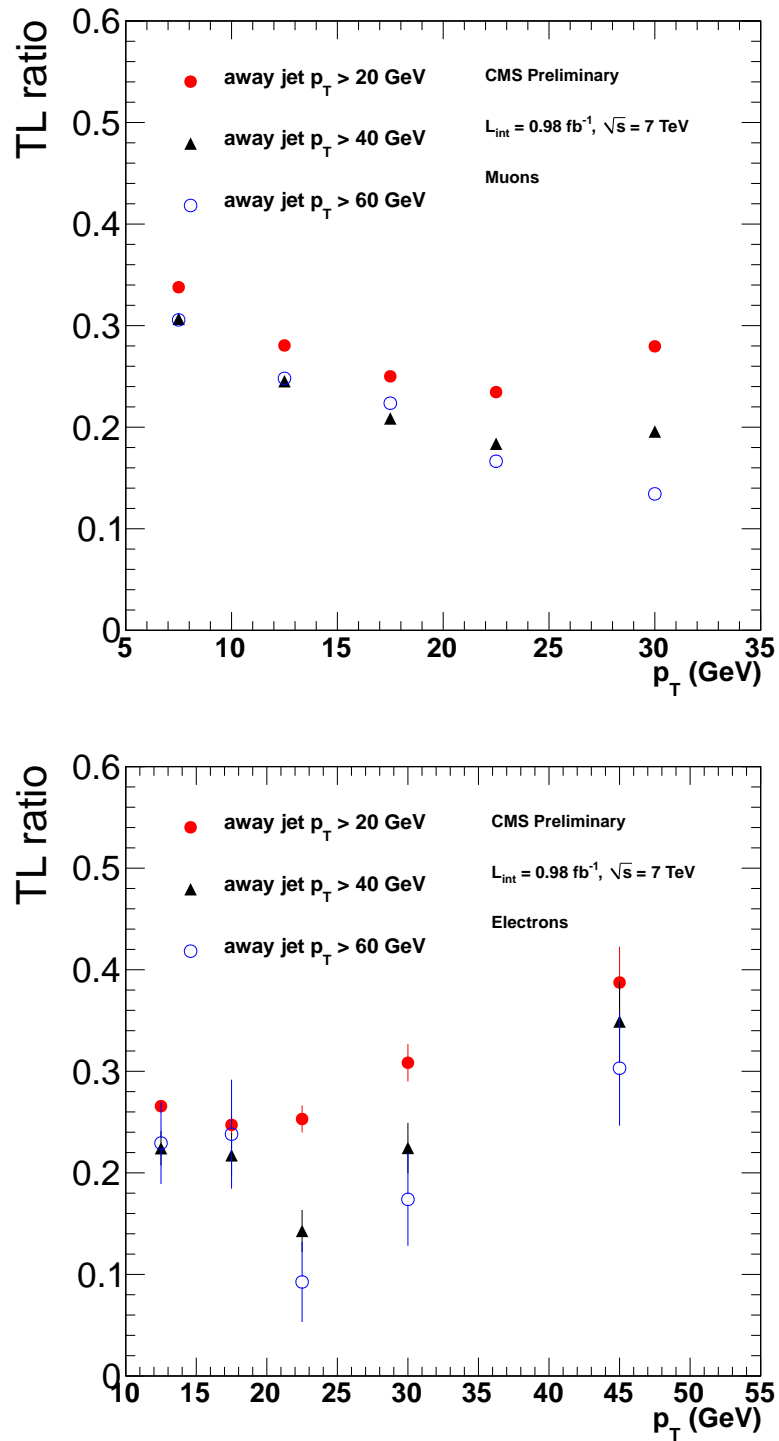 TL ratio
0.6
0.5
0.4
0.3
0.2
0.1
0
away jet p_T > 20 GeV
away jet p_T > 40 GeV
away jet p_T > 60 GeV
CMS Preliminary
L_int = 0.98 fb^-1, √s = 7 TeV
Muons
5 10 15 20 25 30 35
p_T (GeV)
TL ratio
0.6
0.5
0.4
0.3
0.2
0.1
0
away jet p_T > 20 GeV
away jet p_T > 40 GeV
away jet p_T > 60 GeV
CMS Preliminary
L_int = 0.98 fb^-1, √s = 7 TeV
Electrons
10 15 20 25 30 35 40 45 50 55
p_T (GeV)